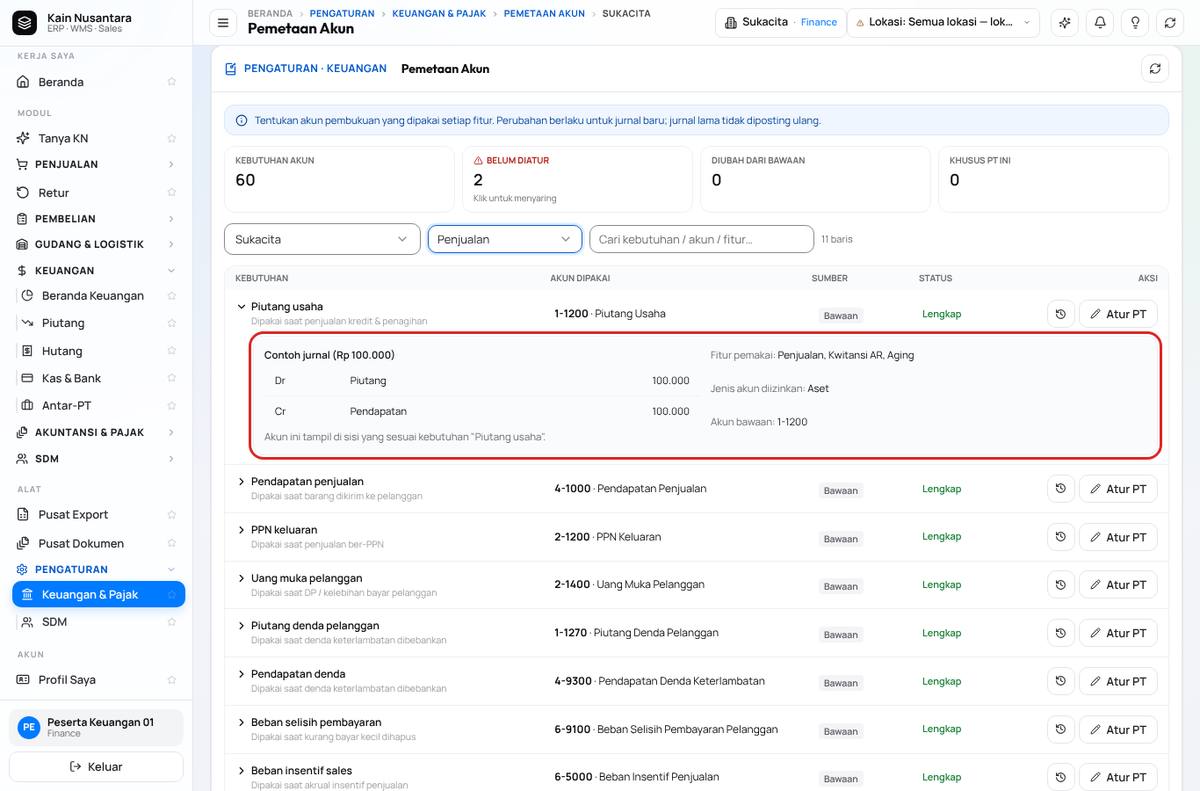 Kain Nusantara
ERP · WMS · Sales
KERJA SAYA
Beranda
MODUL
Tanya KN
PENJUALAN
Retur
PEMBELIAN
GUDANG & LOGISTIK
KEUANGAN
Beranda Keuangan
Piutang
Hutang
Kas & Bank
Antar-PT
AKUNTANSI & PAJAK
SDM
ALAT
Pusat Export
Pusat Dokumen
PENGATURAN
Keuangan & Pajak
SDM
AKUN
Profil Saya
PE
Peserta Keuangan 01
Finance
Keluar
BERANDA › PENGATURAN › KEUANGAN & PAJAK › PEMETAAN AKUN › SUKACITA
Pemetaan Akun
Sukacita · Finance
Lokasi: Semua lokasi — lok...
PENGATURAN · KEUANGAN Pemetaan Akun
Tentukan akun pembukuan yang dipakai setiap fitur. Perubahan berlaku untuk jurnal baru; jurnal lama tidak diposting ulang.
KEBUTUHAN AKUN
60
BELUM DIATUR
2
Klik untuk menyaring
DIUBAH DARI BAWAAN
0
KHUSUS PT INI
0
Sukacita
Penjualan
Cari kebutuhan / akun / fitur...
11 baris
KEBUTUHAN AKUN DIPAKAI SUMBER STATUS AKSI
Piutang usaha
Dipakai saat penjualan kredit & penagihan
1-1200 · Piutang Usaha Bawaan Lengkap Atur PT
Contoh jurnal (Rp 100.000)
Dr Piutang 100.000
Cr Pendapatan 100.000
Akun ini tampil di sisi yang sesuai kebutuhan "Piutang usaha".
Fitur pemakai: Penjualan, Kwitansi AR, Aging
Jenis akun diizinkan: Aset
Akun bawaan: 1-1200
Pendapatan penjualan
Dipakai saat barang dikirim ke pelanggan
4-1000 · Pendapatan Penjualan Bawaan Lengkap Atur PT
PPN keluaran
Dipakai saat penjualan ber-PPN
2-1200 · PPN Keluaran Bawaan Lengkap Atur PT
Uang muka pelanggan
Dipakai saat DP / kelebihan bayar pelanggan
2-1400 · Uang Muka Pelanggan Bawaan Lengkap Atur PT
Piutang denda pelanggan
Dipakai saat denda keterlambatan dibebankan
1-1270 · Piutang Denda Pelanggan Bawaan Lengkap Atur PT
Pendapatan denda
Dipakai saat denda keterlambatan dibebankan
4-9300 · Pendapatan Denda Keterlambatan Bawaan Lengkap Atur PT
Beban selisih pembayaran
Dipakai saat kurang bayar kecil dihapus
6-9100 · Beban Selisih Pembayaran Pelanggan Bawaan Lengkap Atur PT
Beban insentif sales
Dipakai saat akrual insentif penjualan
6-5000 · Beban Insentif Penjualan Bawaan Lengkap Atur PT